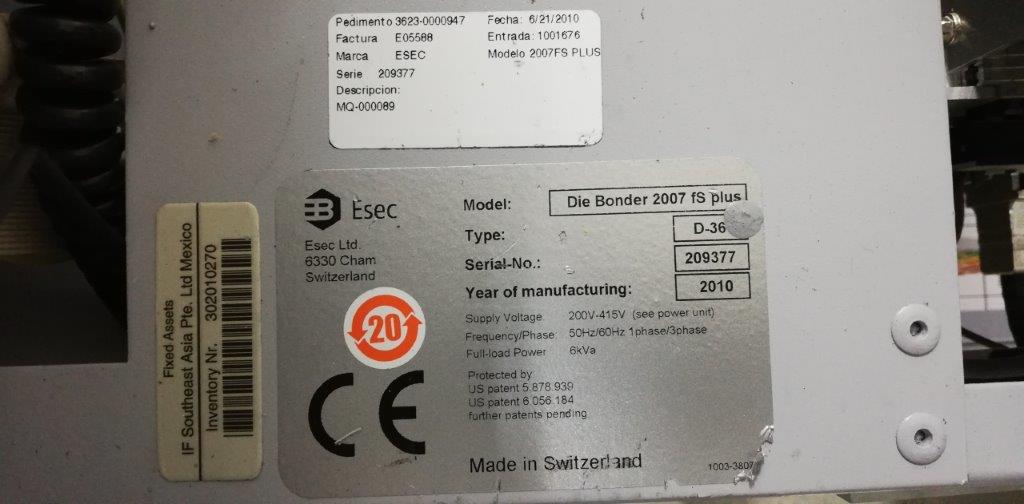 Pedimento 3623-0000947 Fecha: 6/21/2010
Factura E05588 Entrada: 1001676
Marca ESEC Modelo 2007FS PLUS
Serie 209377
Descripcion:
MQ-000089
Fixed Assets
IF Southeast Asia Pte. Ltd Mexico
Inventory Nr. 302010270
Esec
Esec Ltd.
6330 Cham
Switzerland
20
CE
Model: Die Bonder 2007 fS plus
Type: D-36
Serial-No.: 209377
Year of manufacturing: 2010
Supply Voltage 200V-415V (see power unit)
Frequency/Phase: 50Hz/60Hz 1phase/3phase
Full-load Power 6kVa
Protected by
US patent 5.878.939
US patent 6.056.184
further patents pending
Made in Switzerland
1003-3807